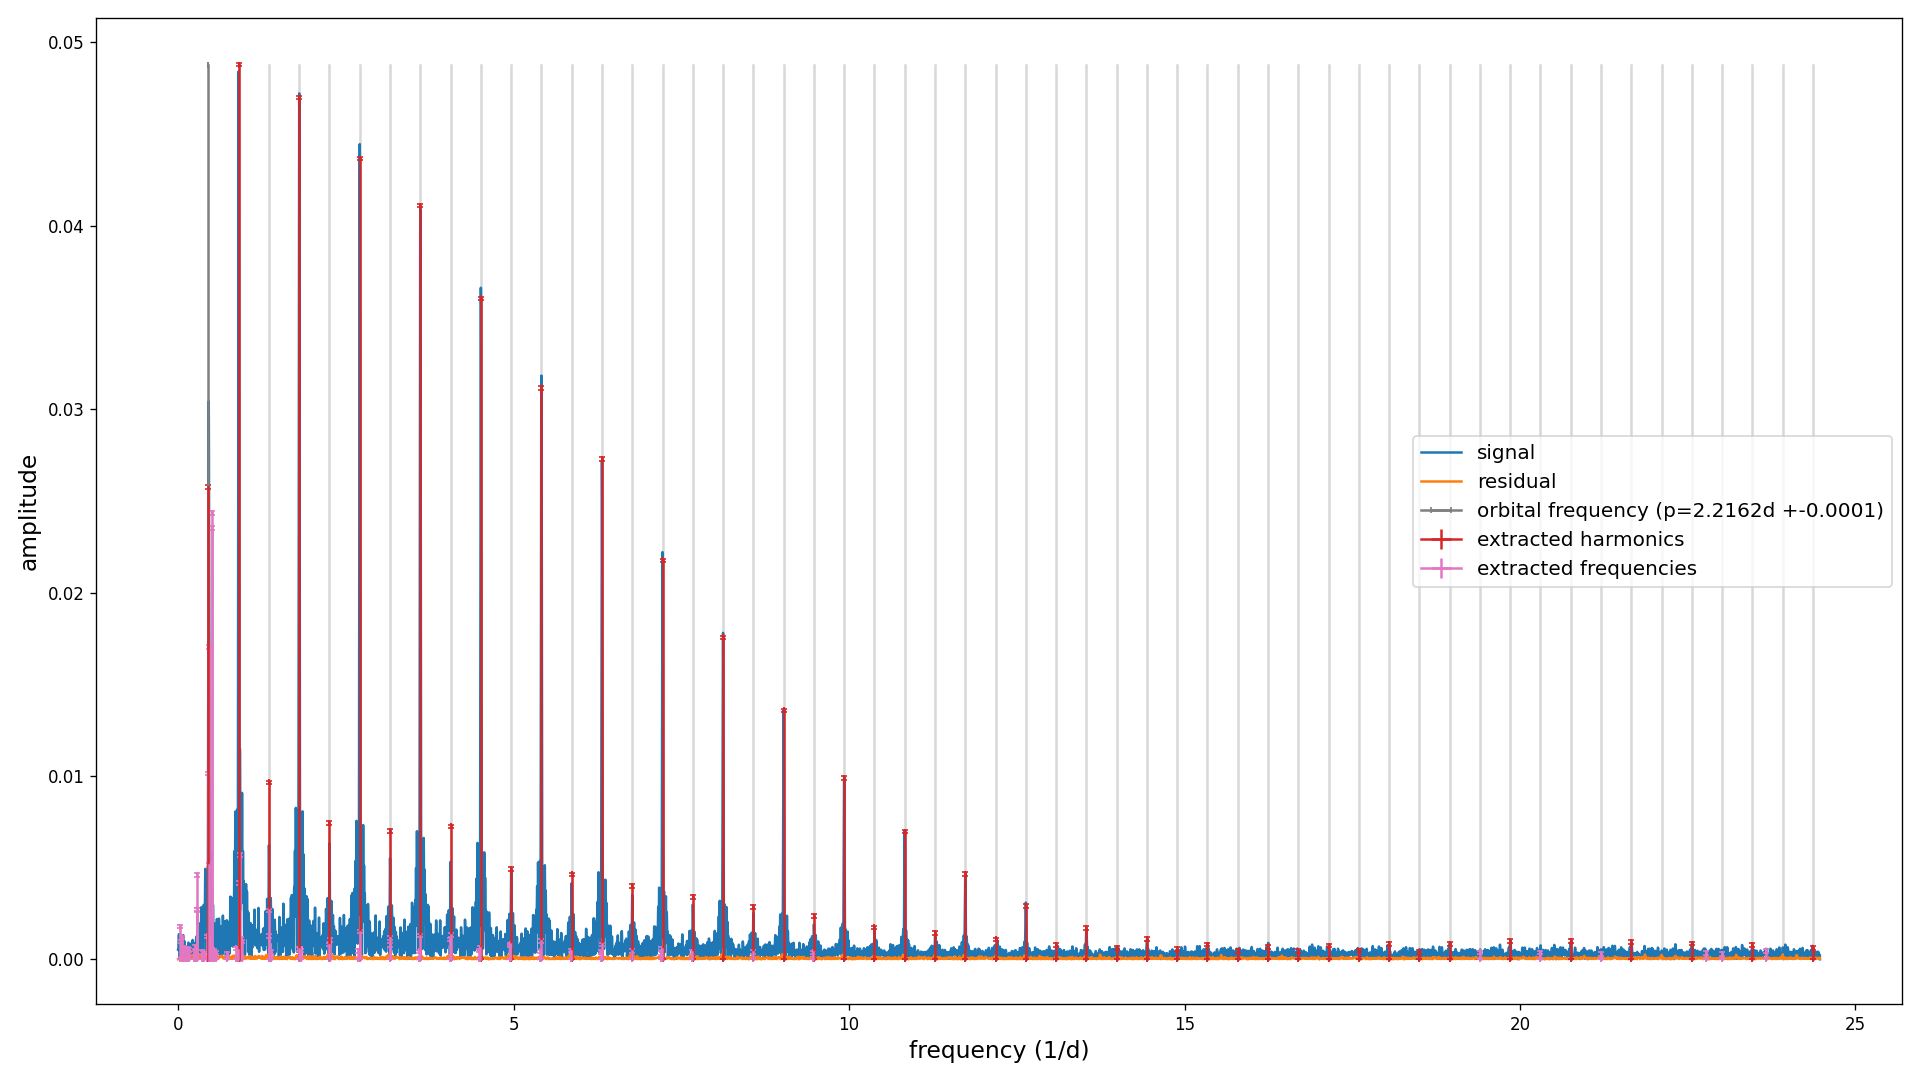 0.05
0.04
0.03
0.02
0.01
0.00
amplitude
signal
residual
orbital frequency (p=2.2162d +-0.0001)
extracted harmonics
extracted frequencies
0 5 10 15 20 25
frequency (1/d)